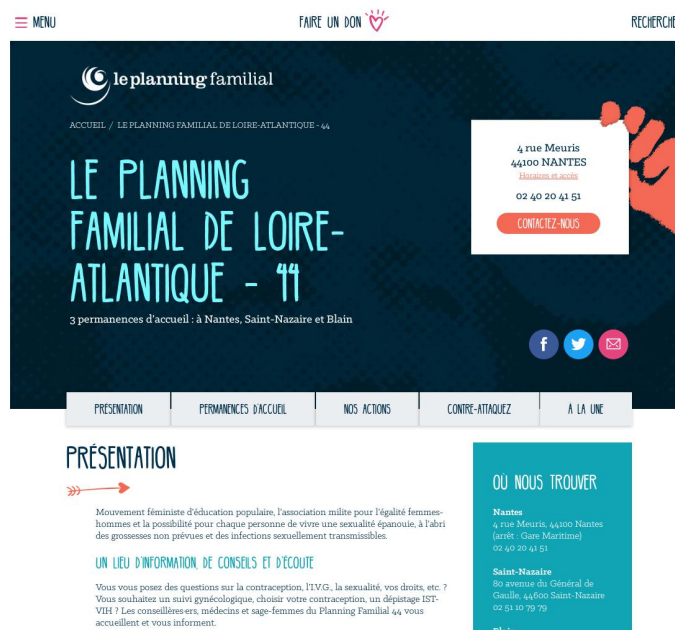 MENU
FAIRE UN DON
RECHERCHE
le planning familial
ACCUEIL / LE PLANNING FAMILIAL DE LOIRE-ATLANTIQUE - 44
LE PLANNING
FAMILIAL DE LOIRE-
ATLANTIQUE - 44
3 permanences d'accueil : à Nantes, Saint-Nazaire et Blain
4 rue Meuris
44100 NANTES
Horaires et accès
02 40 20 41 51
CONTACTEZ-NOUS
PRÉSENTATION
PERMANENCES D'ACCUEIL
NOS ACTIONS
CONTRE-ATTAQUEZ
À LA UNE
PRÉSENTATION
Mouvement féministe d'éducation populaire, l'association milite pour l'égalité femmes-
hommes et la possibilité pour chaque personne de vivre une sexualité épanouie, à l'abri
des grossesses non prévues et des infections sexuellement transmissibles.
UN LIEU D'INFORMATION, DE CONSEILS ET D'ÉCOUTE
Vous vous posez des questions sur la contraception, l'I.V.G., la sexualité, vos droits, etc. ?
Vous souhaitez un suivi gynécologique, choisir votre contraception, un dépistage IST-
VIH ? Les conseillères·ers, médecins et sage-femmes du Planning Familial 44 vous
accueillent et vous informent.
OÙ NOUS TROUVER
Nantes
4 rue Meuris, 44100 Nantes
(arrêt : Gare Maritime)
02 40 20 41 51
Saint-Nazaire
80 avenue du Général de
Gaulle, 44600 Saint-Nazaire
02 51 10 79 79